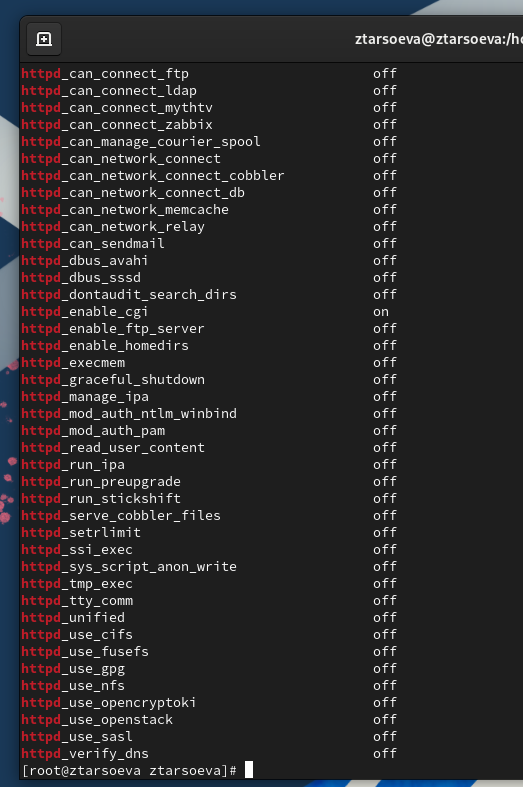 ztarsoeva@ztarsoeva:/h
httpd_can_connect_ftp off
httpd_can_connect_ldap off
httpd_can_connect_mythtv off
httpd_can_connect_zabbix off
httpd_can_manage_courier_spool off
httpd_can_network_connect off
httpd_can_network_connect_cobbler off
httpd_can_network_connect_db off
httpd_can_network_memcache off
httpd_can_network_relay off
httpd_can_sendmail off
httpd_dbus_avahi off
httpd_dbus_sssd off
httpd_dontaudit_search_dirs off
httpd_enable_cgi on
httpd_enable_ftp_server off
httpd_enable_homedirs off
httpd_execmem off
httpd_graceful_shutdown off
httpd_manage_ipa off
httpd_mod_auth_ntlm_winbind off
httpd_mod_auth_pam off
httpd_read_user_content off
httpd_run_ipa off
httpd_run_preupgrade off
httpd_run_stickshift off
httpd_serve_cobbler_files off
httpd_setrlimit off
httpd_ssi_exec off
httpd_sys_script_anon_write off
httpd_tmp_exec off
httpd_tty_comm off
httpd_unified off
httpd_use_cifs off
httpd_use_fusefs off
httpd_use_gpg off
httpd_use_nfs off
httpd_use_opencryptoki off
httpd_use_openstack off
httpd_use_sasl off
httpd_verify_dns off
[root@ztarsoeva ztarsoeva]#